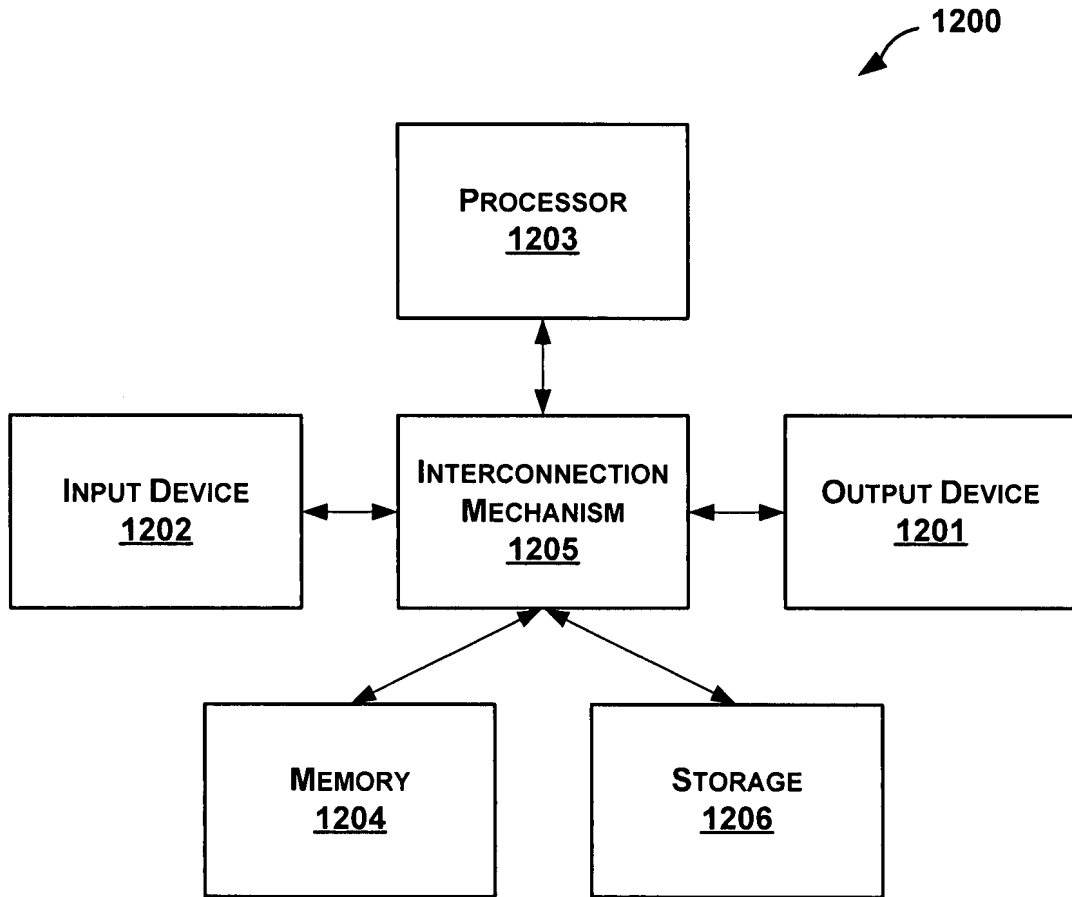 1200
PROCESSOR
1203
INPUT DEVICE
1202
INTERCONNECTION
MECHANISM
1205
OUTPUT DEVICE
1201
MEMORY
1204
STORAGE
1206